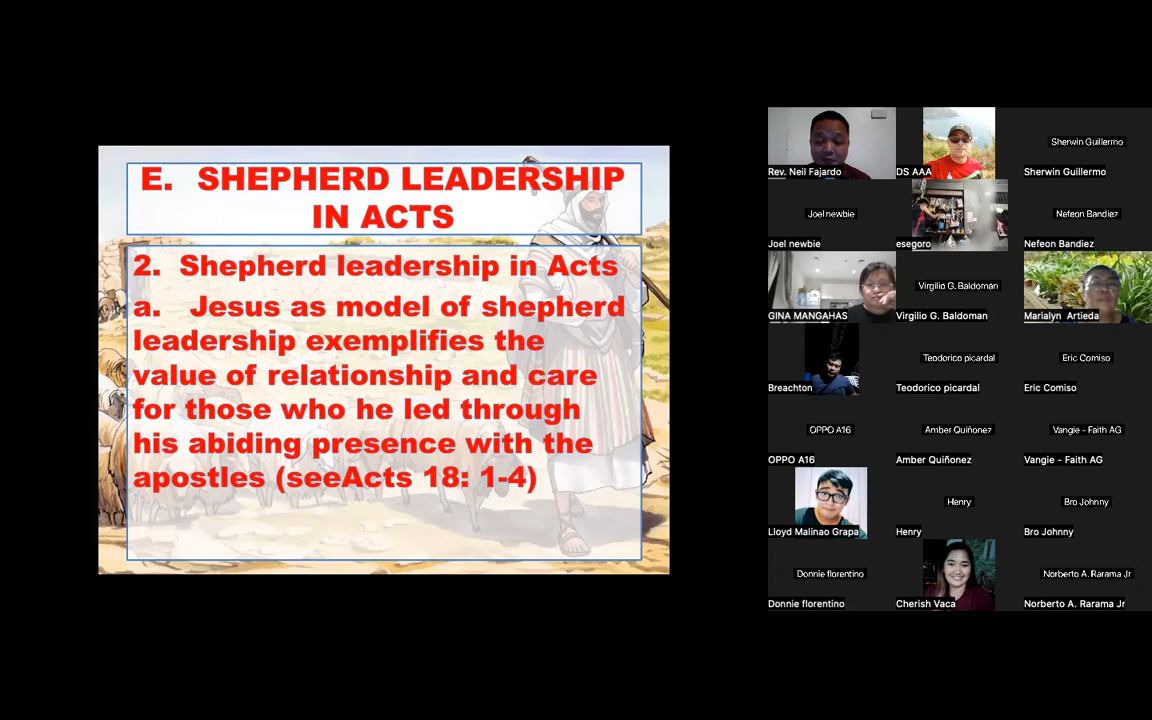 E. SHEPHERD LEADERSHIP
IN ACTS
2. Shepherd leadership in Acts
a. Jesus as model of shepherd
leadership exemplifies the
value of relationship and care
for those who he led through
his abiding presence with the
apostles (seeActs 18: 1-4)
Rev. Neil Fajardo
DS AAA
Sherwin Guillermo
Sherwin Guillermo
Joel newbie
Joel newbie
esegoro
Nefeon Bandiez
Nefeon Bandiez
GINA MANGAHAS
Virgilio G. Baldoman
Virgilio G. Baldoman
Marialyn Artieda
Breachton
Teodorico picardal
Teodorico picardal
Eric Comiso
Eric Comiso
OPPO A16
OPPO A16
Amber Quiñonez
Amber Quiñonez
Vangie - Faith AG
Vangie - Faith AG
Lloyd Malinao Grapa
Henry
Henry
Bro Johnny
Bro Johnny
Donnie florentino
Donnie florentino
Cherish Vaca
Norberto A. Rarama Jr
Norberto A. Rarama Jr